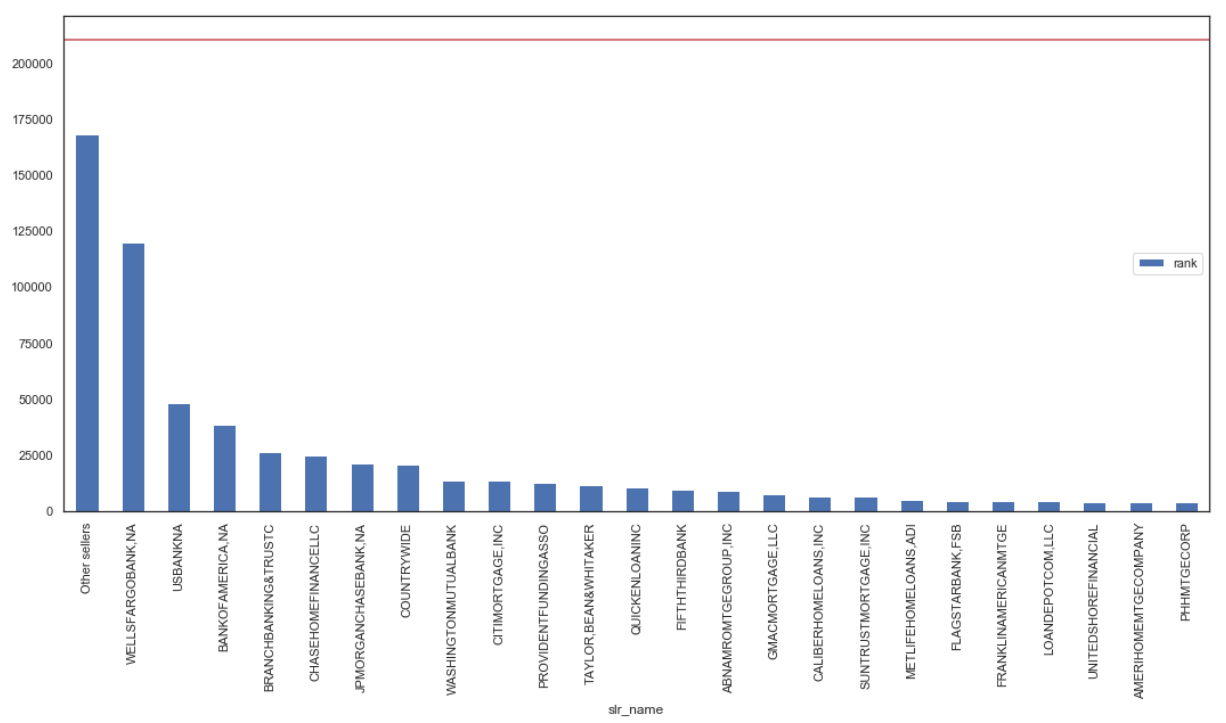 200000
175000
150000
125000
100000
75000
50000
25000
0
rank
Other sellers
WELLSFARGOBANK,NA
USBANKNA
BANKOFAMERICA,NA
BRANCHBANKING&TRUSTC
CHASEHOMEFINANCELLC
JPMORGANCHASEBANK,NA
COUNTRYWIDE
WASHINGTONMUTUALBANK
CITIMORTGAGE,INC
PROVIDENTFUNDINGASSO
TAYLOR,BEAN&WHITAKER
QUICKENLOANINC
FIFTHTHIRDBANK
ABNAMROMTGEGROUP,INC
GMACMORTGAGE,LLC
CALIBERHOMELOANS,INC
SUNTRUSTMORTGAGE,INC
METLIFEHOMELOANS,ADI
FLAGSTARBANK,FSB
FRANKLINAMERICANMTGE
LOANDEPOTCOM,LLC
UNITEDSHOREFINANCIAL
AMERIHOMEMTGECOMPANY
PHHMTGECORP
slr_name